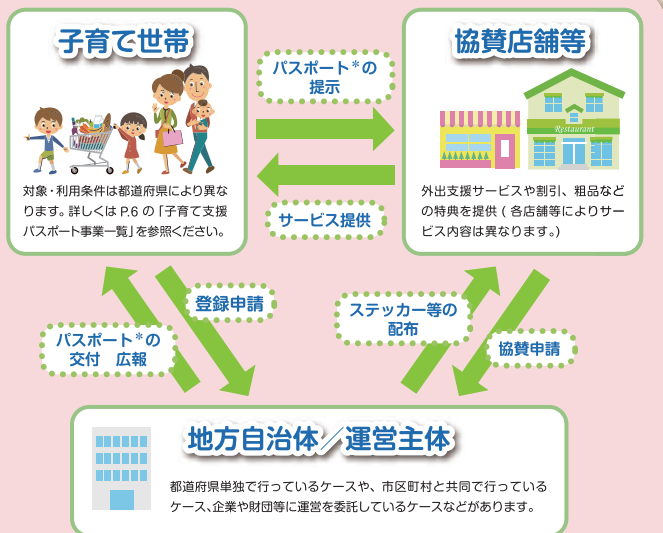 子育て世帯
対象・利用条件は都道府県により異な
ります。詳しくは P.6 の「子育て支援
パスポート事業一覧」を参照ください。
パスポート＊の
提示
サービス提供
協賛店舗等
Restaurant
外出支援サービスや割引、粗品など
の特典を提供 ( 各店舗等によりサー
ビス内容は異なります。)
パスポート＊の
交付　広報
登録申請
ステッカー等の
配布
協賛申請
地方自治体／運営主体
都道府県単独で行っているケースや、市区町村と共同で行っている
ケース、企業や財団等に運営を委託しているケースなどがあります。